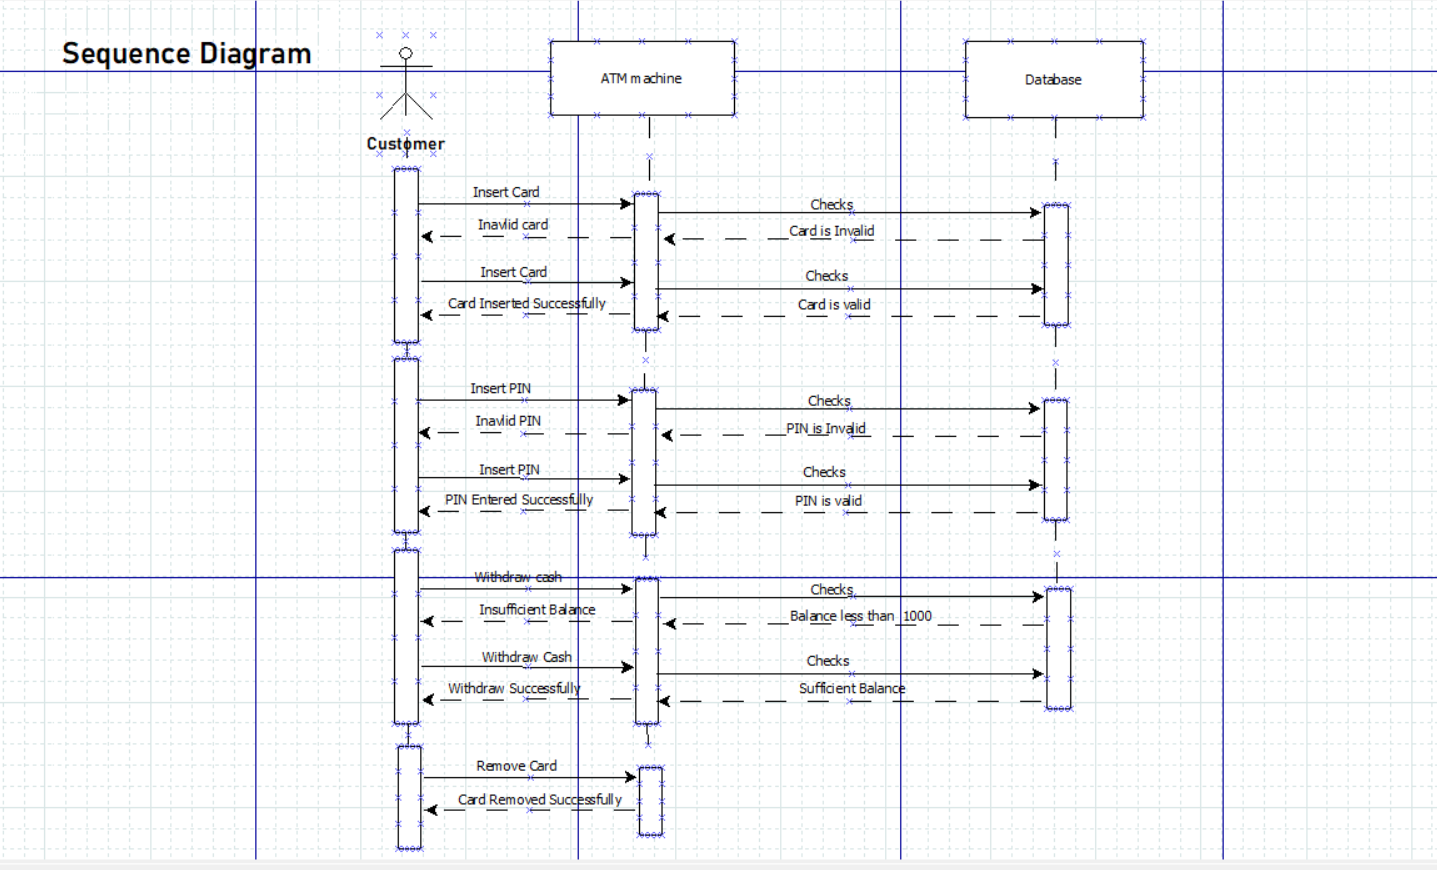 Sequence Diagram
ATM machine
Database
Customer
Insert Card
Checks
Inavlid card
Card is Invalid
Insert Card
Checks
Card Inserted Successfully
Card is valid
Insert PIN
Checks
Inavlid PIN
PIN is Invalid
Insert PIN
Checks
PIN Entered Successfully
PIN is valid
Withdraw cash
Checks
Insufficient Balance
Balance less than 1000
Withdraw Cash
Checks
Withdraw Successfully
Sufficient Balance
Remove Card
Card Removed Successfully